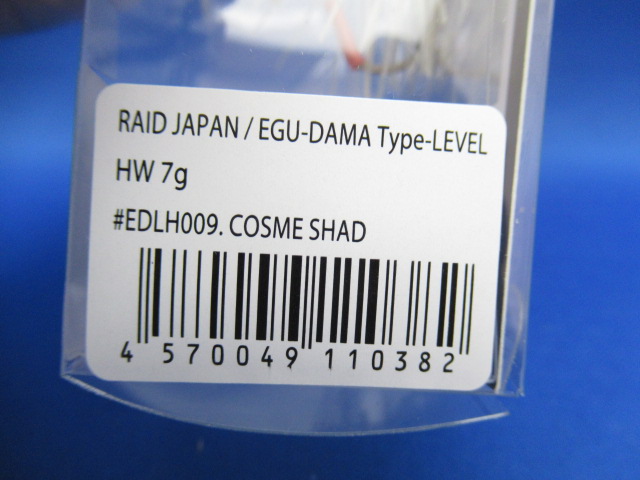 RAID JAPAN / EGU-DAMA Type-LEVEL
HW 7g
#EDLH009. COSME SHAD
4 570049 110382